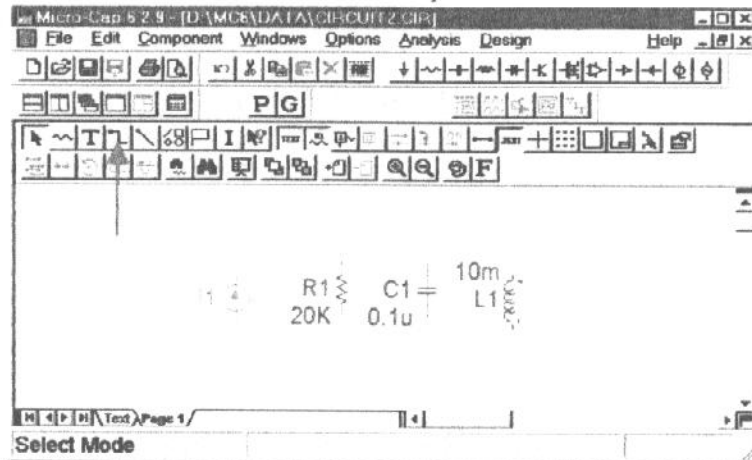 Micro-Cap 6.2.9 - [D:\MC6\DATA\CIRCUIT2.CIR]
File Edit Component Windows Options Analysis Design Help
P G
T I TEXT
F
10m
R1 C1 L1
20K 0.1u
Text Page 1
Select Mode